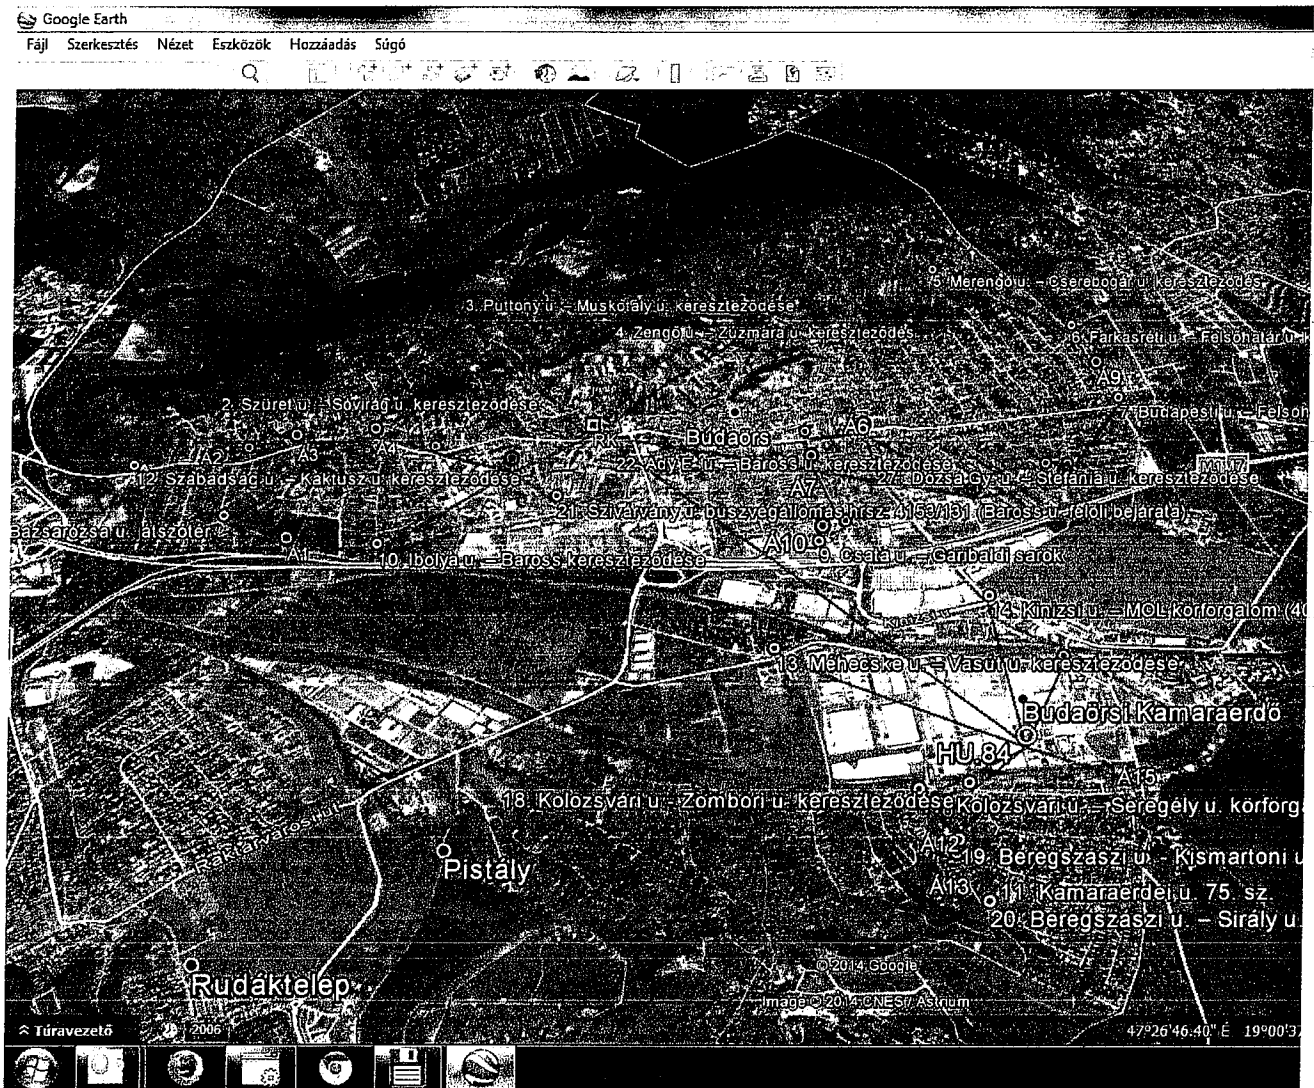 Google Earth
Fájl Szerkesztés Nézet Eszközök Hozzáadás Súgó
5. Merengő u. – Cserebogár u. kereszteződés
3. Puttony u. – Muskotály u. kereszteződése
4. Zengő u. – Zúzmara u. kereszteződés
6. Farkasréti u. – Felsőhatár u.
A9
2. Szüret u. – Sóvirág u. kereszteződése
7. Budapesti u. – Felsőh
RK
Budaörs
A6
A2
A3
22. Ady E. u. – Baross u. kereszteződése
M1 M7
12. Szabadság u. – Kaktusz u. kereszteződése
A7
27. Dózsa Gy. u. – Stefánia u. kereszteződése
21. Szivárvány u. buszvégállomás hrsz. 4159/131 (Baross u. felöli bejárata)
Bazsarózsa u. játszótér
A1
A10
10. Ibolya u. – Baross kereszteződése
9. Csata u. – Garibaldi sarok
Kinizsi
14. Kinizsi u. – MOL körforgalom (40
13. Méhecske u. – Vasút u. kereszteződése
Budaörsi Kamaraerdő
HU.84
A15
18. Kolozsvári u. - Zombori u. kereszteződése
Kolozsvári u. – Seregély u. körforg
Raktárváros
A12
19. Beregszászi u. - Kismartoni u
Pistály
A13
11. Kamaraerdei u. 75. sz.
20. Beregszászi u. – Sirály u.
Rudáktelep
© 2014 Google
Image © 2014 CNES / Astrium
Túravezető
2006
47°26'46.40" É 19°00'37